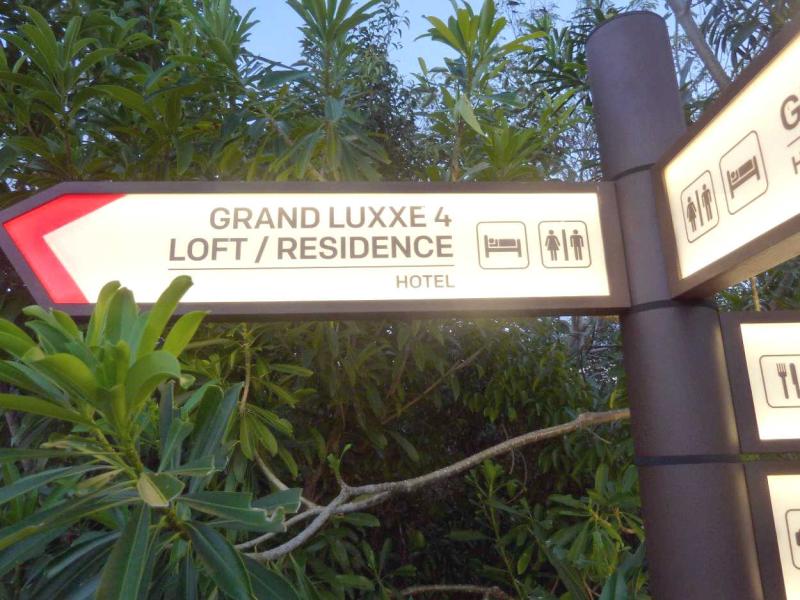 GRAND LUXXE 4
LOFT / RESIDENCE
HOTEL